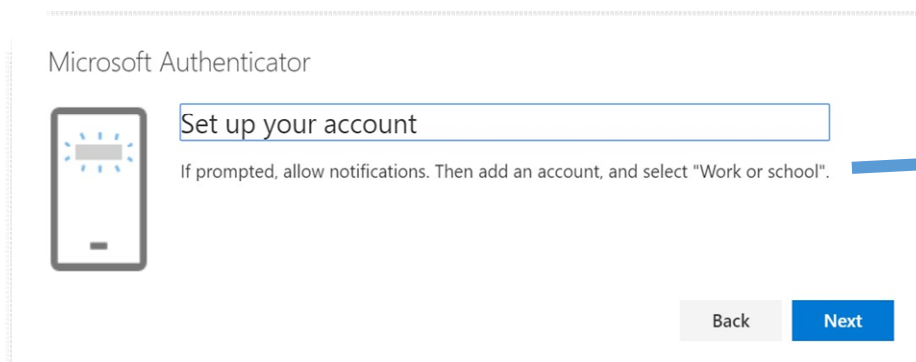 Microsoft Authenticator
Set up your account
If prompted, allow notifications. Then add an account, and select "Work or school".
Back
Next